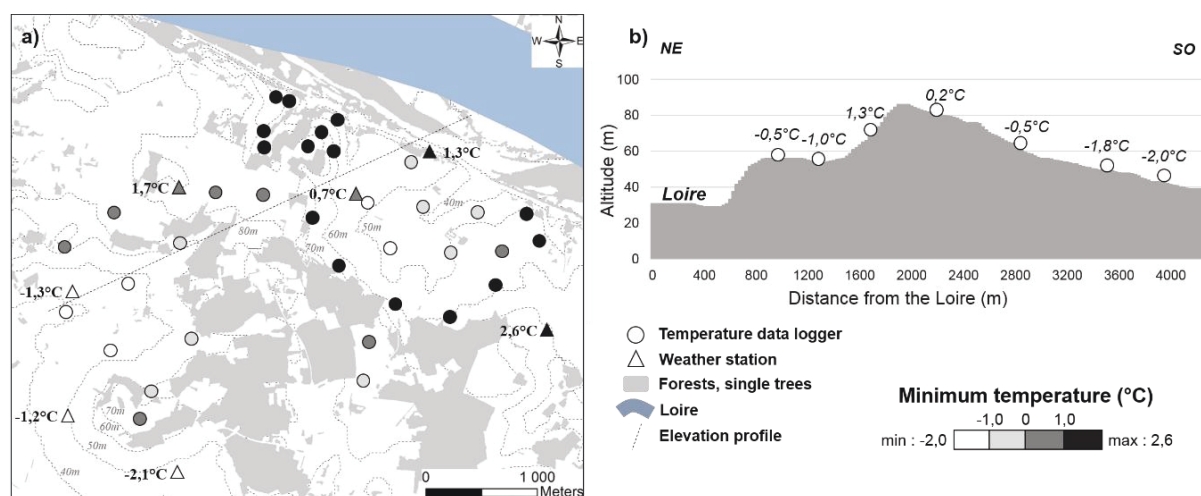 a)
N
W E
S
1,3°C
1,7°C
0,7°C
40m
50m
80m
60m
70m
-1,3°C
2,6°C
-1,2°C
70m
60m
50m
40m
-2,1°C
0 1 000
Meters
b)
NE SO
100
80
60
40
20
0
Altitude (m)
Loire
-0,5°C
-1,0°C
1,3°C
0,2°C
-0,5°C
-1,8°C
-2,0°C
0 400 800 1200 1600 2000 2400 2800 3200 3600 4000
Distance from the Loire (m)
Temperature data logger
Weather station
Forests, single trees
Loire
Elevation profile
Minimum temperature (°C)
-1,0 0 1,0
min : -2,0 max : 2,6